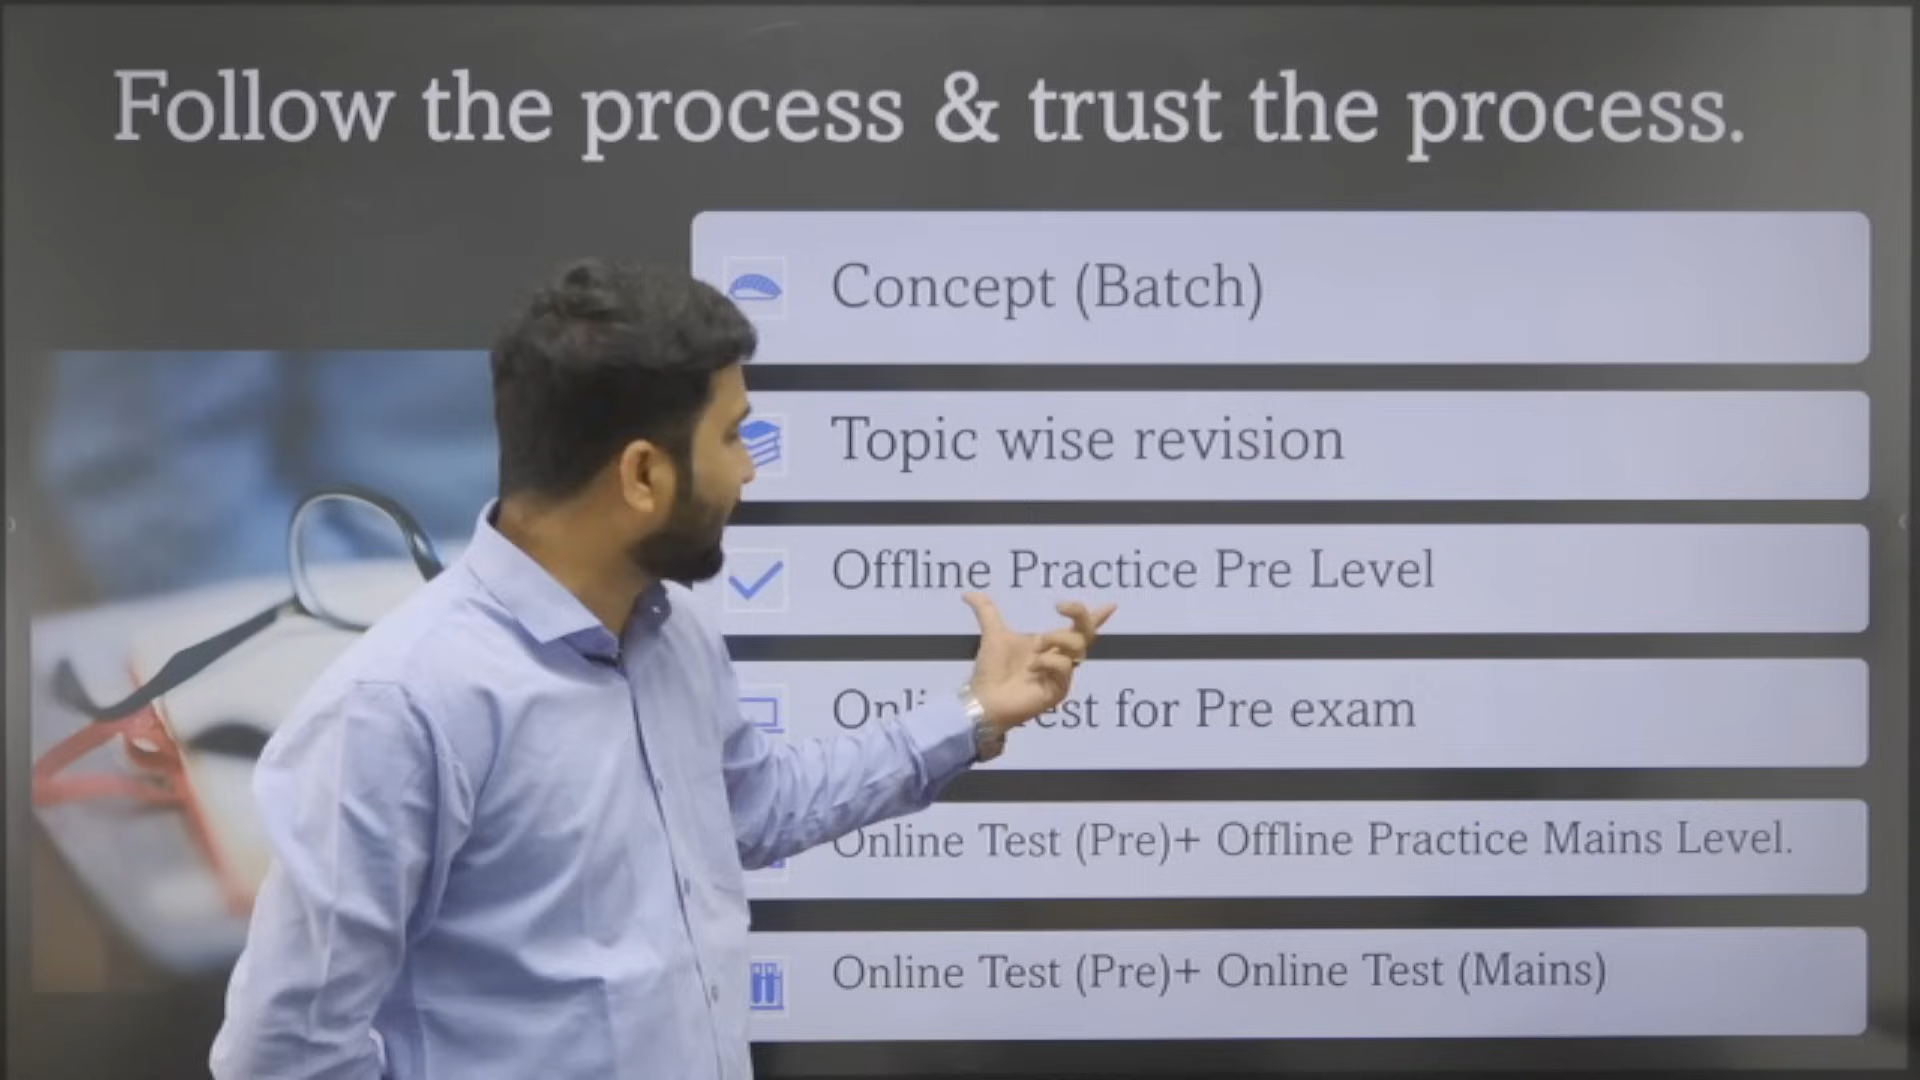 Follow the process & trust the process.
Concept (Batch)
Topic wise revision
Offline Practice Pre Level
for Pre exam
Online Test (Pre)+ Offline Practice Mains Level.
Online Test (Pre)+ Online Test (Mains)